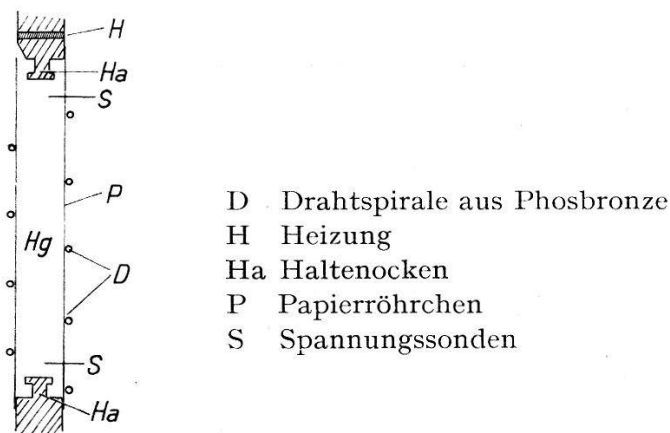 H
Ha
S
P
Hg
D
S
Ha
D Drahtspirale aus Phosbronze
H Heizung
Ha Haltenocken
P Papierröhrchen
S Spannungssonden